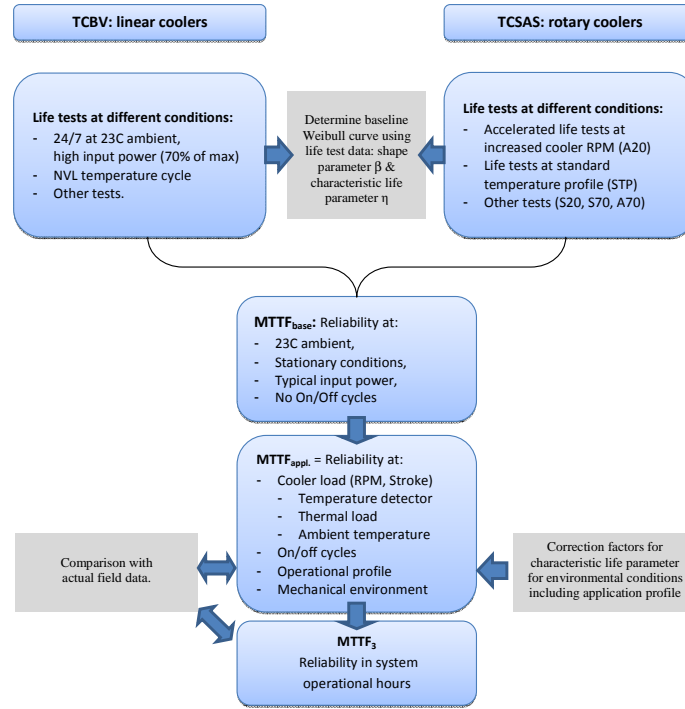 TCBV: linear coolers
TCSAS: rotary coolers
Life tests at different conditions:
- 24/7 at 23C ambient,
high input power (70% of max)
- NVL temperature cycle
- Other tests.
Determine baseline
Weibull curve using
life test data: shape
parameter β &
characteristic life
parameter η
Life tests at different conditions:
- Accelerated life tests at
increased cooler RPM (A20)
- Life tests at standard
temperature profile (STP)
- Other tests (S20, S70, A70)
MTTFbase: Reliability at:
- 23C ambient,
- Stationary conditions,
- Typical input power,
- No On/Off cycles
MTTFappl. = Reliability at:
- Cooler load (RPM, Stroke)
- Temperature detector
- Thermal load
- Ambient temperature
- On/off cycles
- Operational profile
- Mechanical environment
Comparison with
actual field data.
Correction factors for
characteristic life parameter
for environmental conditions
including application profile
MTTF3
Reliability in system
operational hours